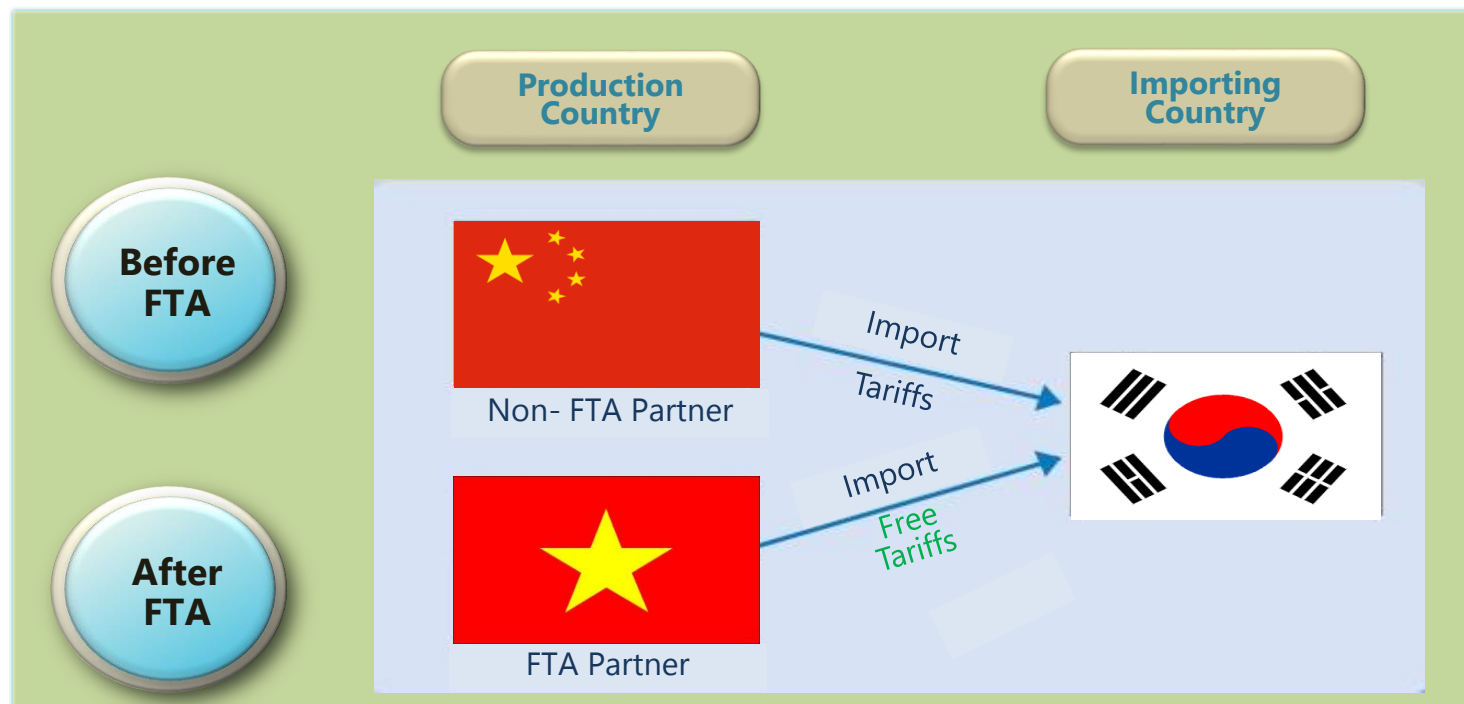 Production
Country
Importing
Country
Before
FTA
Non- FTA Partner
Import
Tariffs
After
FTA
FTA Partner
Import
Free
Tariffs